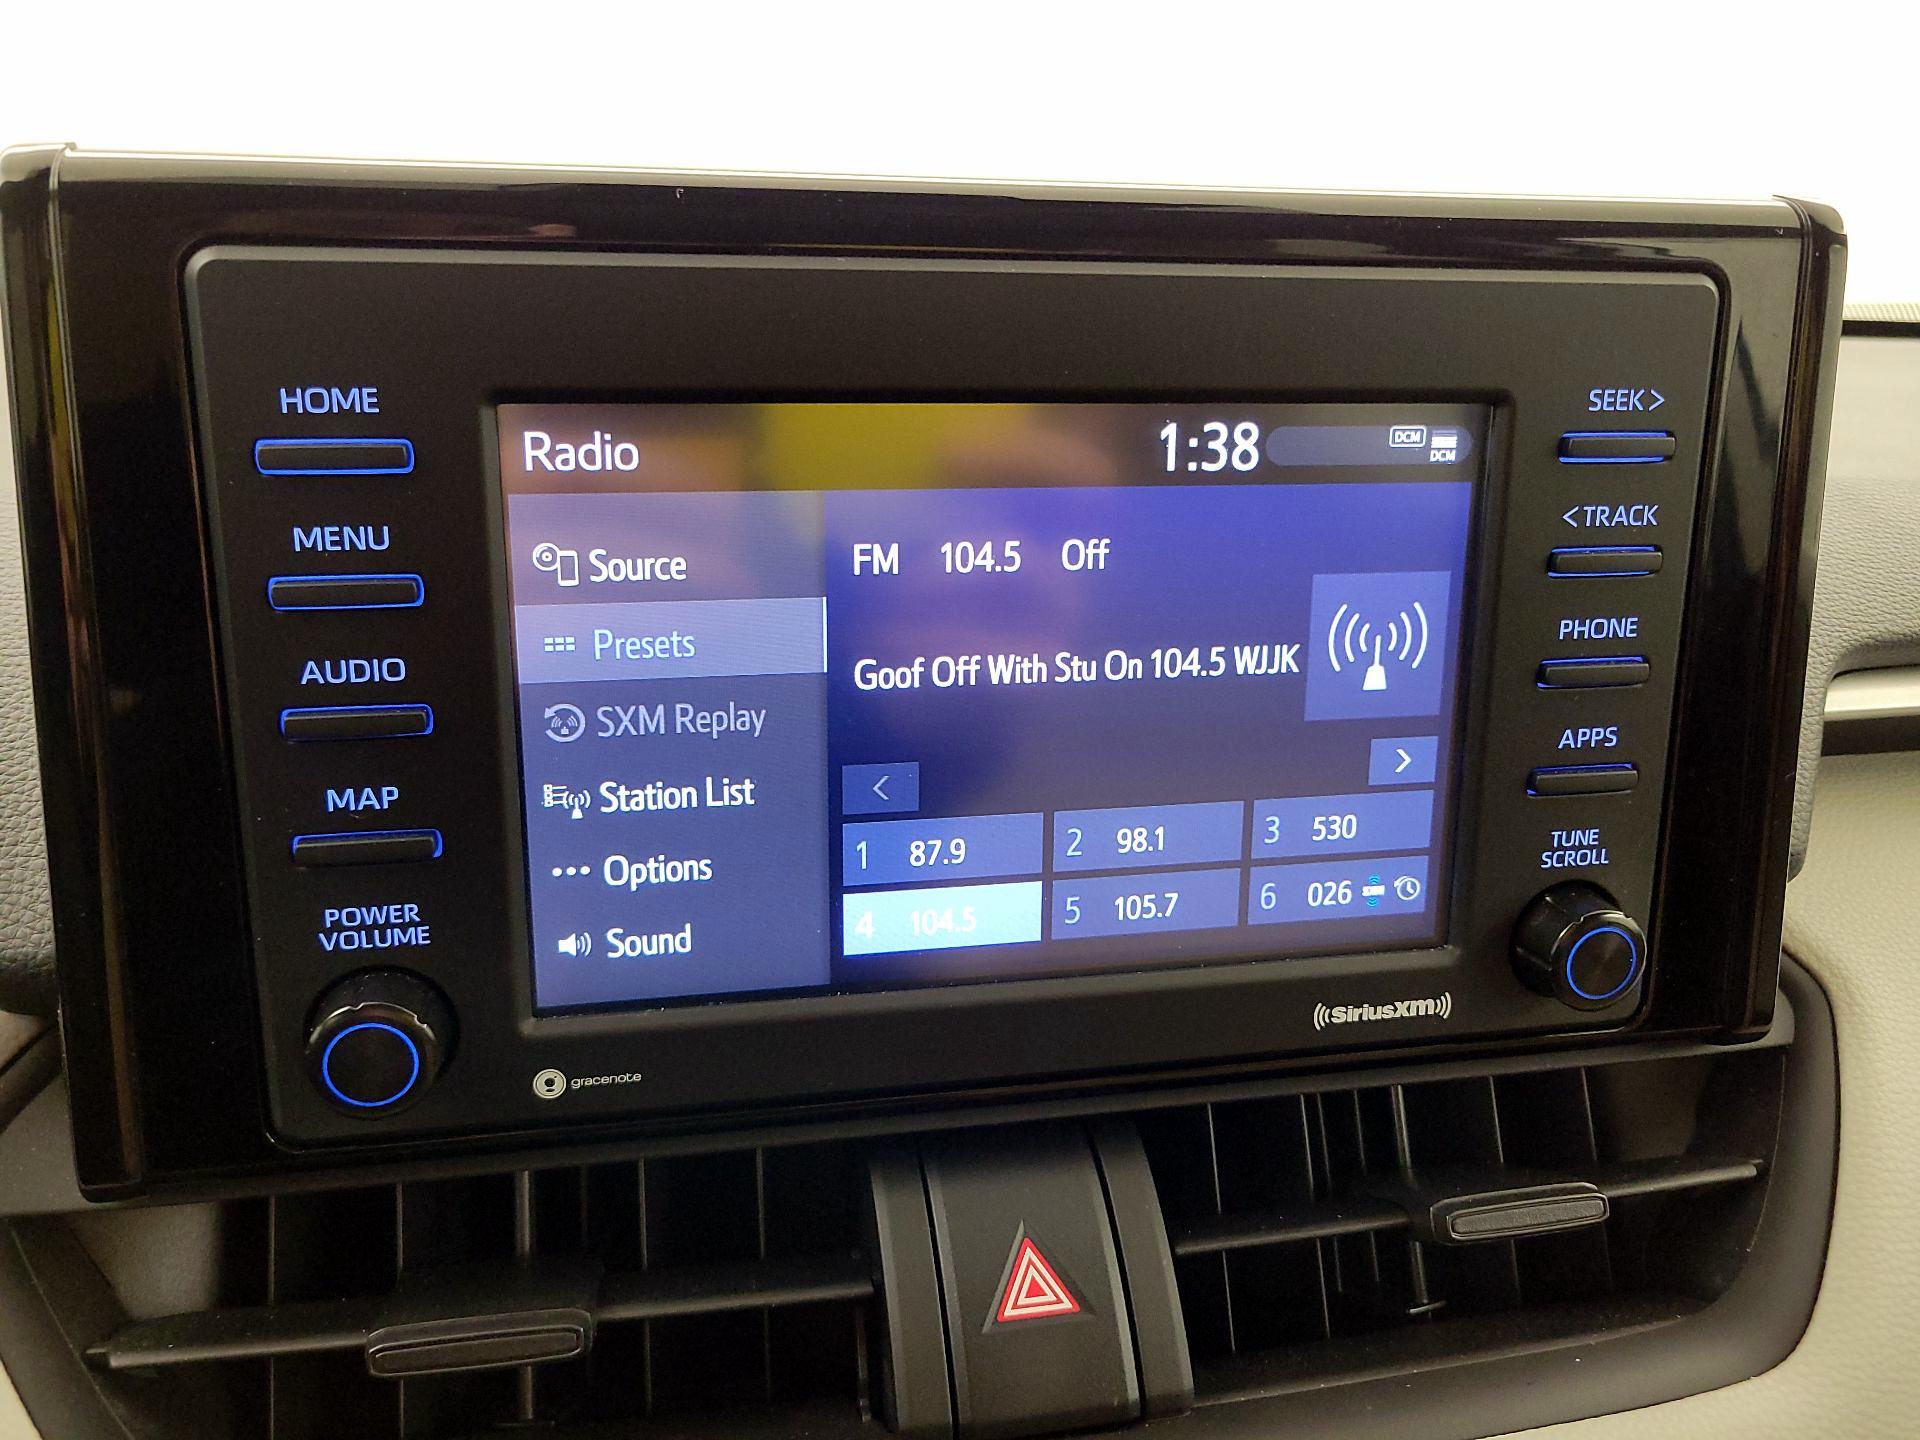 HOME
MENU
AUDIO
MAP
POWER
VOLUME
Radio
1:38
DCM
DCM
Source
Presets
SXM Replay
Station List
Options
Sound
FM 104.5 Off
Goof Off With Stu On 104.5 WJJK
<
>
1 87.9
2 98.1
3 530
4 104.5
5 105.7
6 026 SXM
SEEK >
< TRACK
PHONE
APPS
TUNE
SCROLL
gracenote
((SiriusXM))